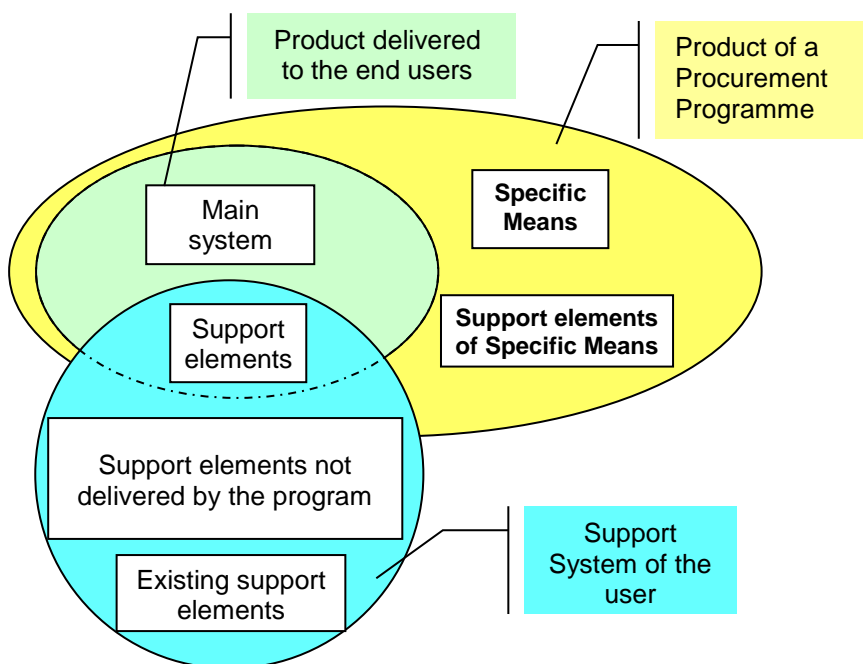 Product delivered
to the end users
Product of a
Procurement
Programme
Main
system
Specific
Means
Support
elements
Support elements
of Specific Means
Support elements not
delivered by the program
Existing support
elements
Support
System of the
user